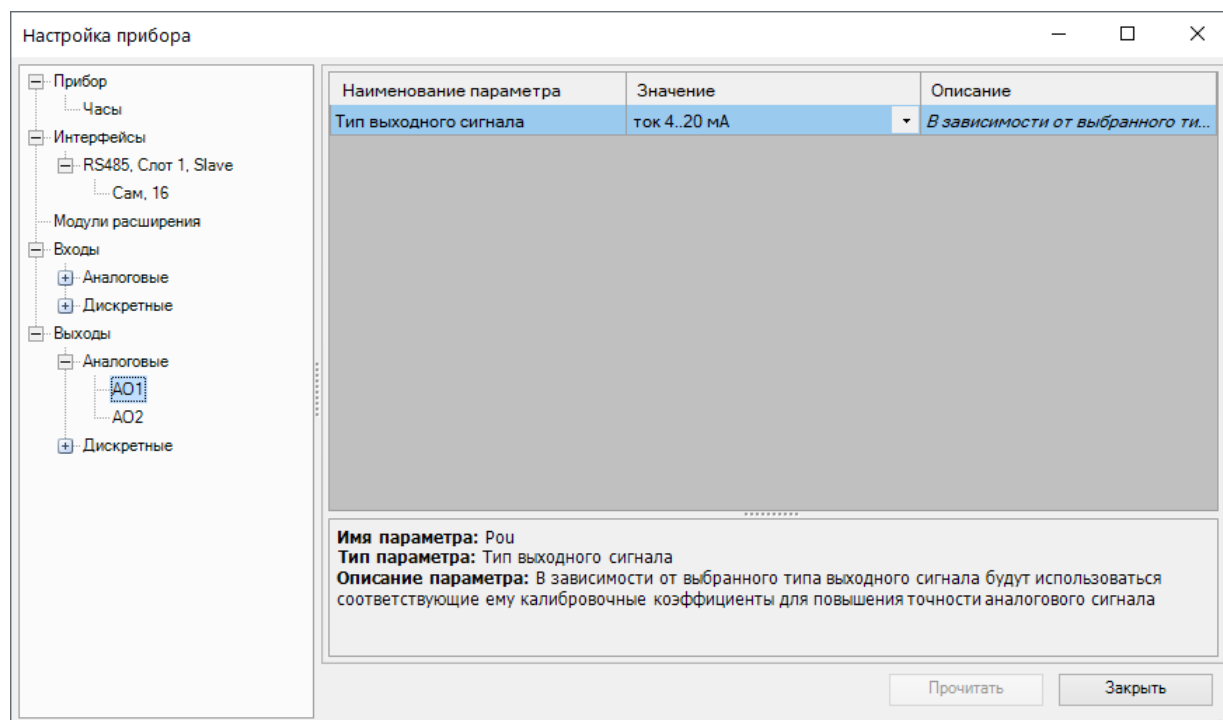 Настройка прибора
Прибор
Часы
Интерфейсы
RS485, Слот 1, Slave
Сам, 16
Модули расширения
Входы
Аналоговые
Дискретные
Выходы
Аналоговые
AO1
AO2
Дискретные
Наименование параметра Значение Описание
Тип выходного сигнала ток 4..20 мА В зависимости от выбранного ти...
Имя параметра: Pou
Тип параметра: Тип выходного сигнала
Описание параметра: В зависимости от выбранного типа выходного сигнала будут использоваться
соответствующие ему калибровочные коэффициенты для повышения точности аналогового сигнала
Прочитать Закрыть